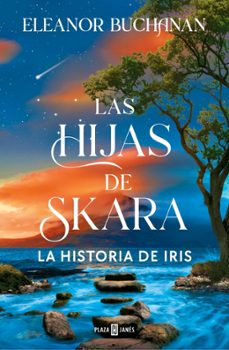 ELEANOR BUCHANAN
LAS
HIJAS
DE
SKARA
LA HISTORIA DE IRIS
PLAZA JANÉS